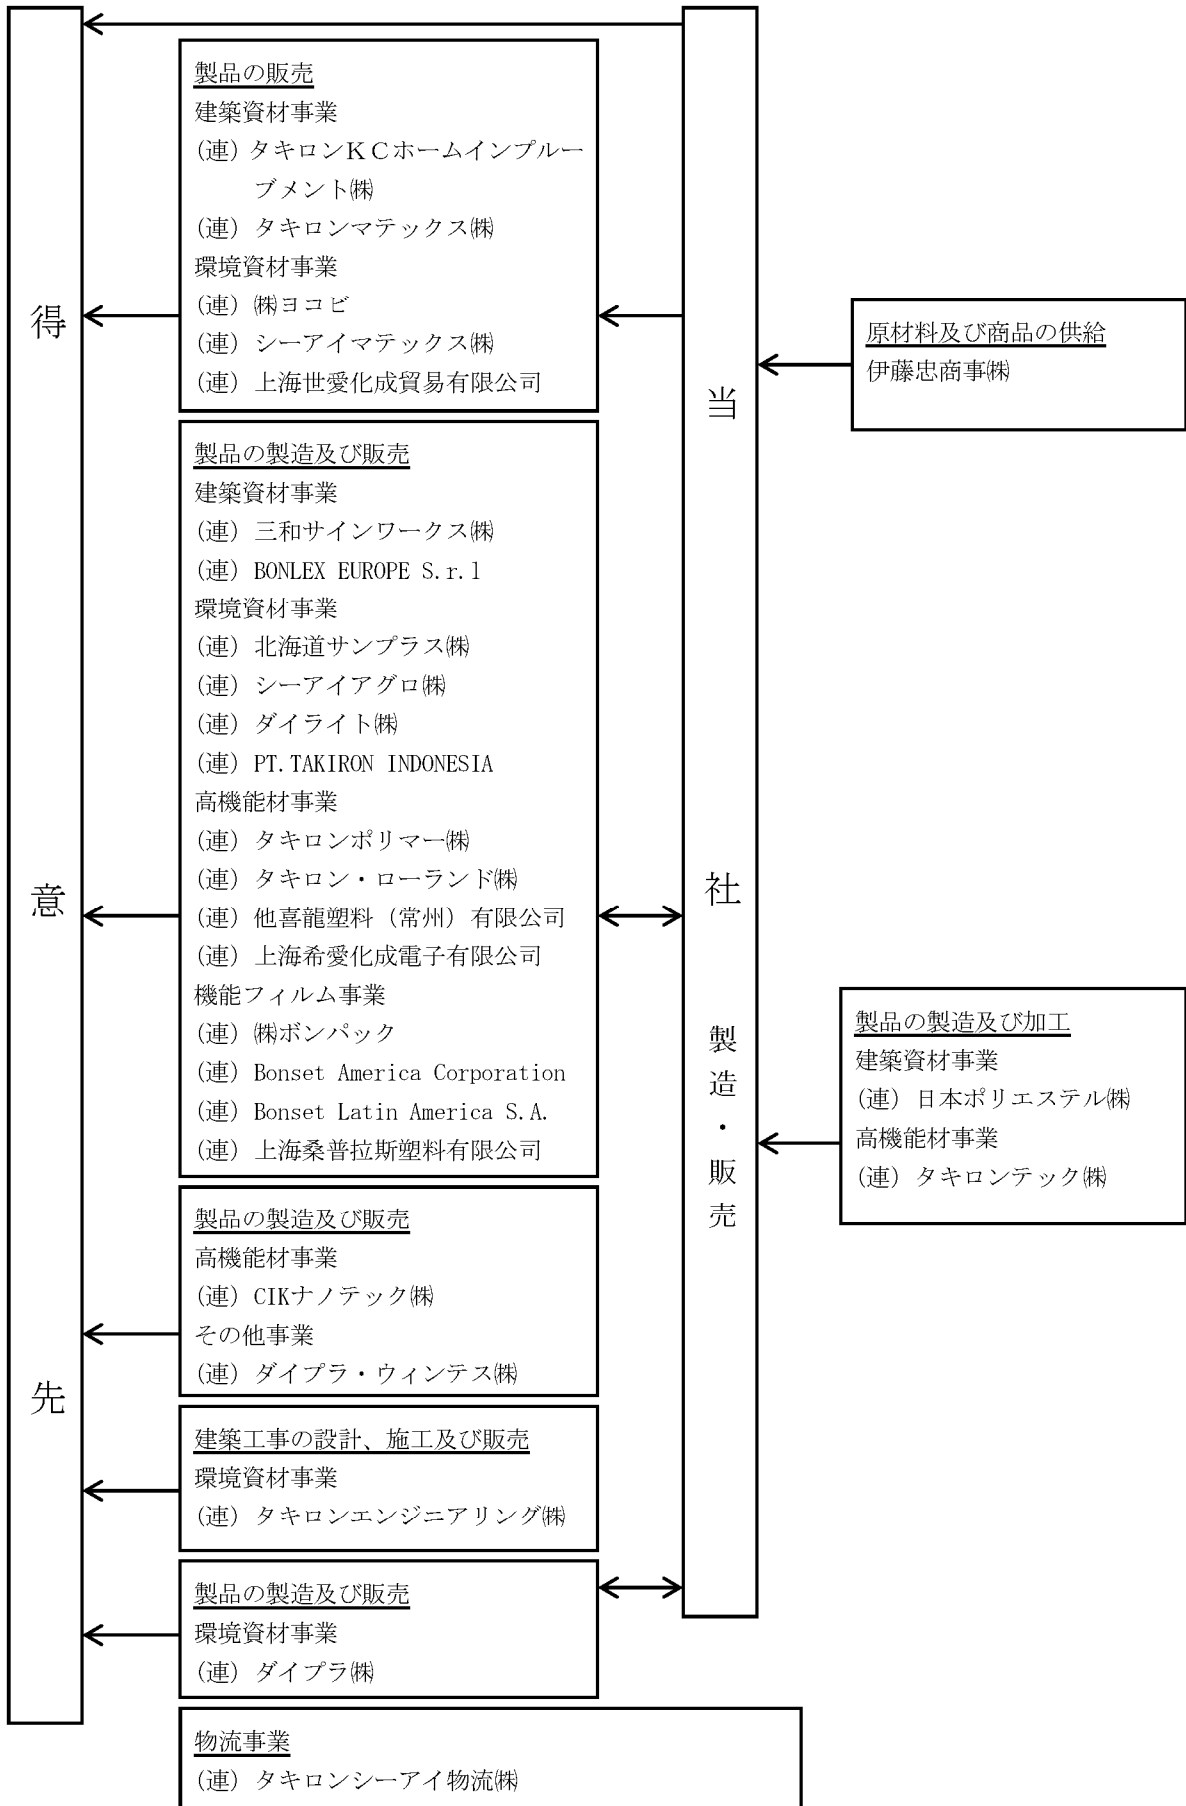 得意先
製品の販売
建築資材事業
(連) タキロンKCホームインプルー
ブメント㈱
(連) タキロンマテックス㈱
環境資材事業
(連) ㈱ヨコビ
(連) シーアイマテックス㈱
(連) 上海世愛化成貿易有限公司
製品の製造及び販売
建築資材事業
(連) 三和サインワークス㈱
(連) BONLEX EUROPE S.r.l
環境資材事業
(連) 北海道サンプラス㈱
(連) シーアイアグロ㈱
(連) ダイライト㈱
(連) PT.TAKIRON INDONESIA
高機能材事業
(連) タキロンポリマー㈱
(連) タキロン・ローランド㈱
(連) 他喜龍塑料（常州）有限公司
(連) 上海希愛化成電子有限公司
機能フィルム事業
(連) ㈱ボンパック
(連) Bonset America Corporation
(連) Bonset Latin America S.A.
(連) 上海桑普拉斯塑料有限公司
製品の製造及び販売
高機能材事業
(連) CIKナノテック㈱
その他事業
(連) ダイプラ・ウィンテス㈱
建築工事の設計、施工及び販売
環境資材事業
(連) タキロンエンジニアリング㈱
製品の製造及び販売
環境資材事業
(連) ダイプラ㈱
物流事業
(連) タキロンシーアイ物流㈱
当社
製造・販売
原材料及び商品の供給
伊藤忠商事㈱
製品の製造及び加工
建築資材事業
(連) 日本ポリエステル㈱
高機能材事業
(連) タキロンテック㈱